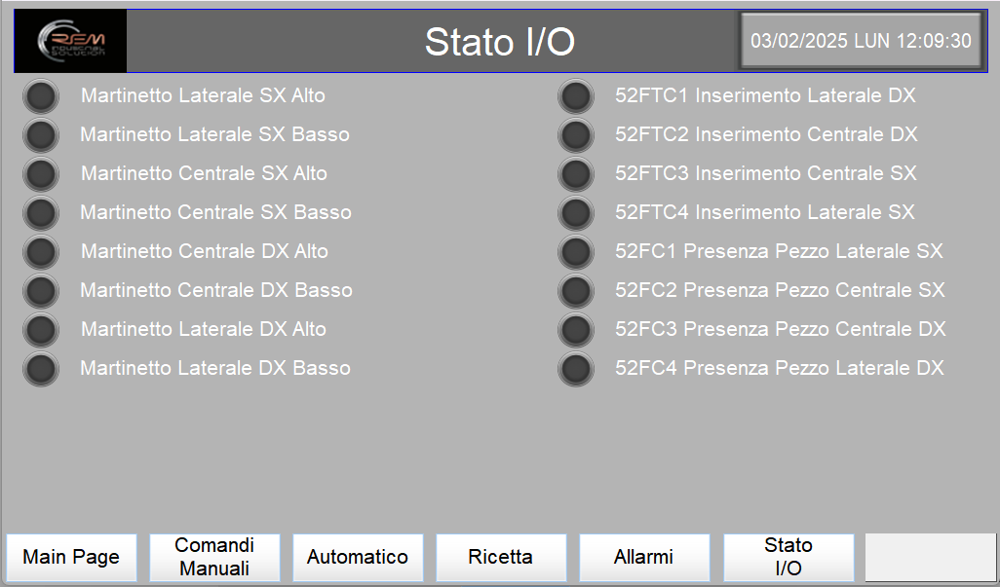 REM
INDUSTRIAL
SOLUTION
Stato I/O
03/02/2025 LUN 12:09:30
Martinetto Laterale SX Alto
Martinetto Laterale SX Basso
Martinetto Centrale SX Alto
Martinetto Centrale SX Basso
Martinetto Centrale DX Alto
Martinetto Centrale DX Basso
Martinetto Laterale DX Alto
Martinetto Laterale DX Basso
52FTC1 Inserimento Laterale DX
52FTC2 Inserimento Centrale DX
52FTC3 Inserimento Centrale SX
52FTC4 Inserimento Laterale SX
52FC1 Presenza Pezzo Laterale SX
52FC2 Presenza Pezzo Centrale SX
52FC3 Presenza Pezzo Centrale DX
52FC4 Presenza Pezzo Laterale DX
Main Page
Comandi
Manuali
Automatico
Ricetta
Allarmi
Stato
I/O